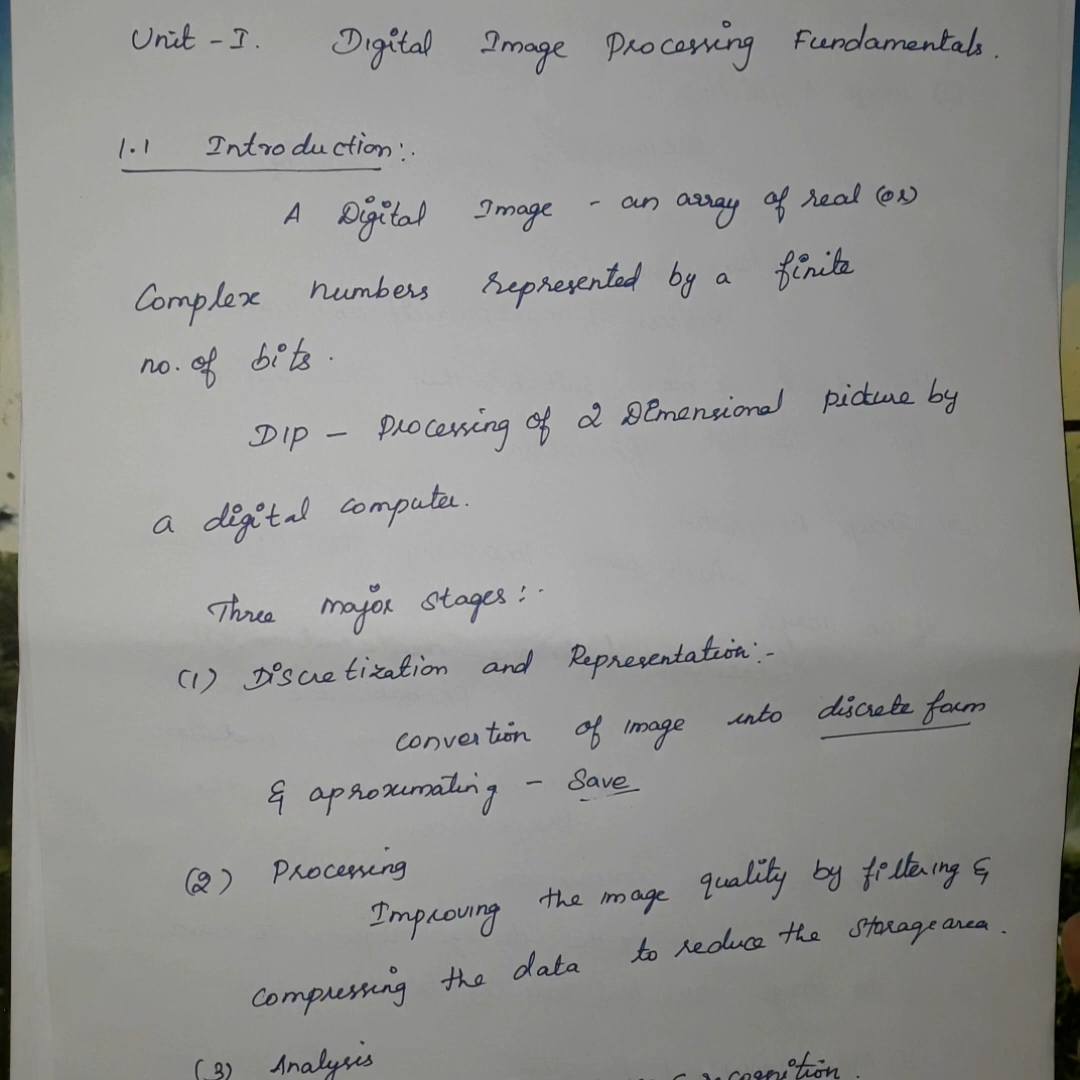 Unit - I. Digital Image Processing Fundamentals.
1.1 Introduction:.
A Digital Image - an array of real (or)
Complex numbers represented by a finite
no. of bits.
DIP - Processing of 2 Dimensional picture by
a digital computer.
Three major stages:-
(1) Discretization and Representation:-
convertion of image into discrete form
& aproximating - Save
(2) Processing
Improving the image quality by filtering &
compressing the data to reduce the storage area.
(3) Analysis
recognition.